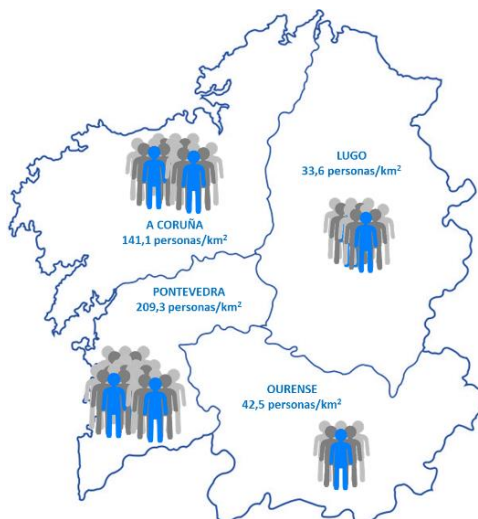 LUGO
33,6 personas/km²
A CORUÑA
141,1 personas/km²
PONTEVEDRA
209,3 personas/km²
OURENSE
42,5 personas/km²